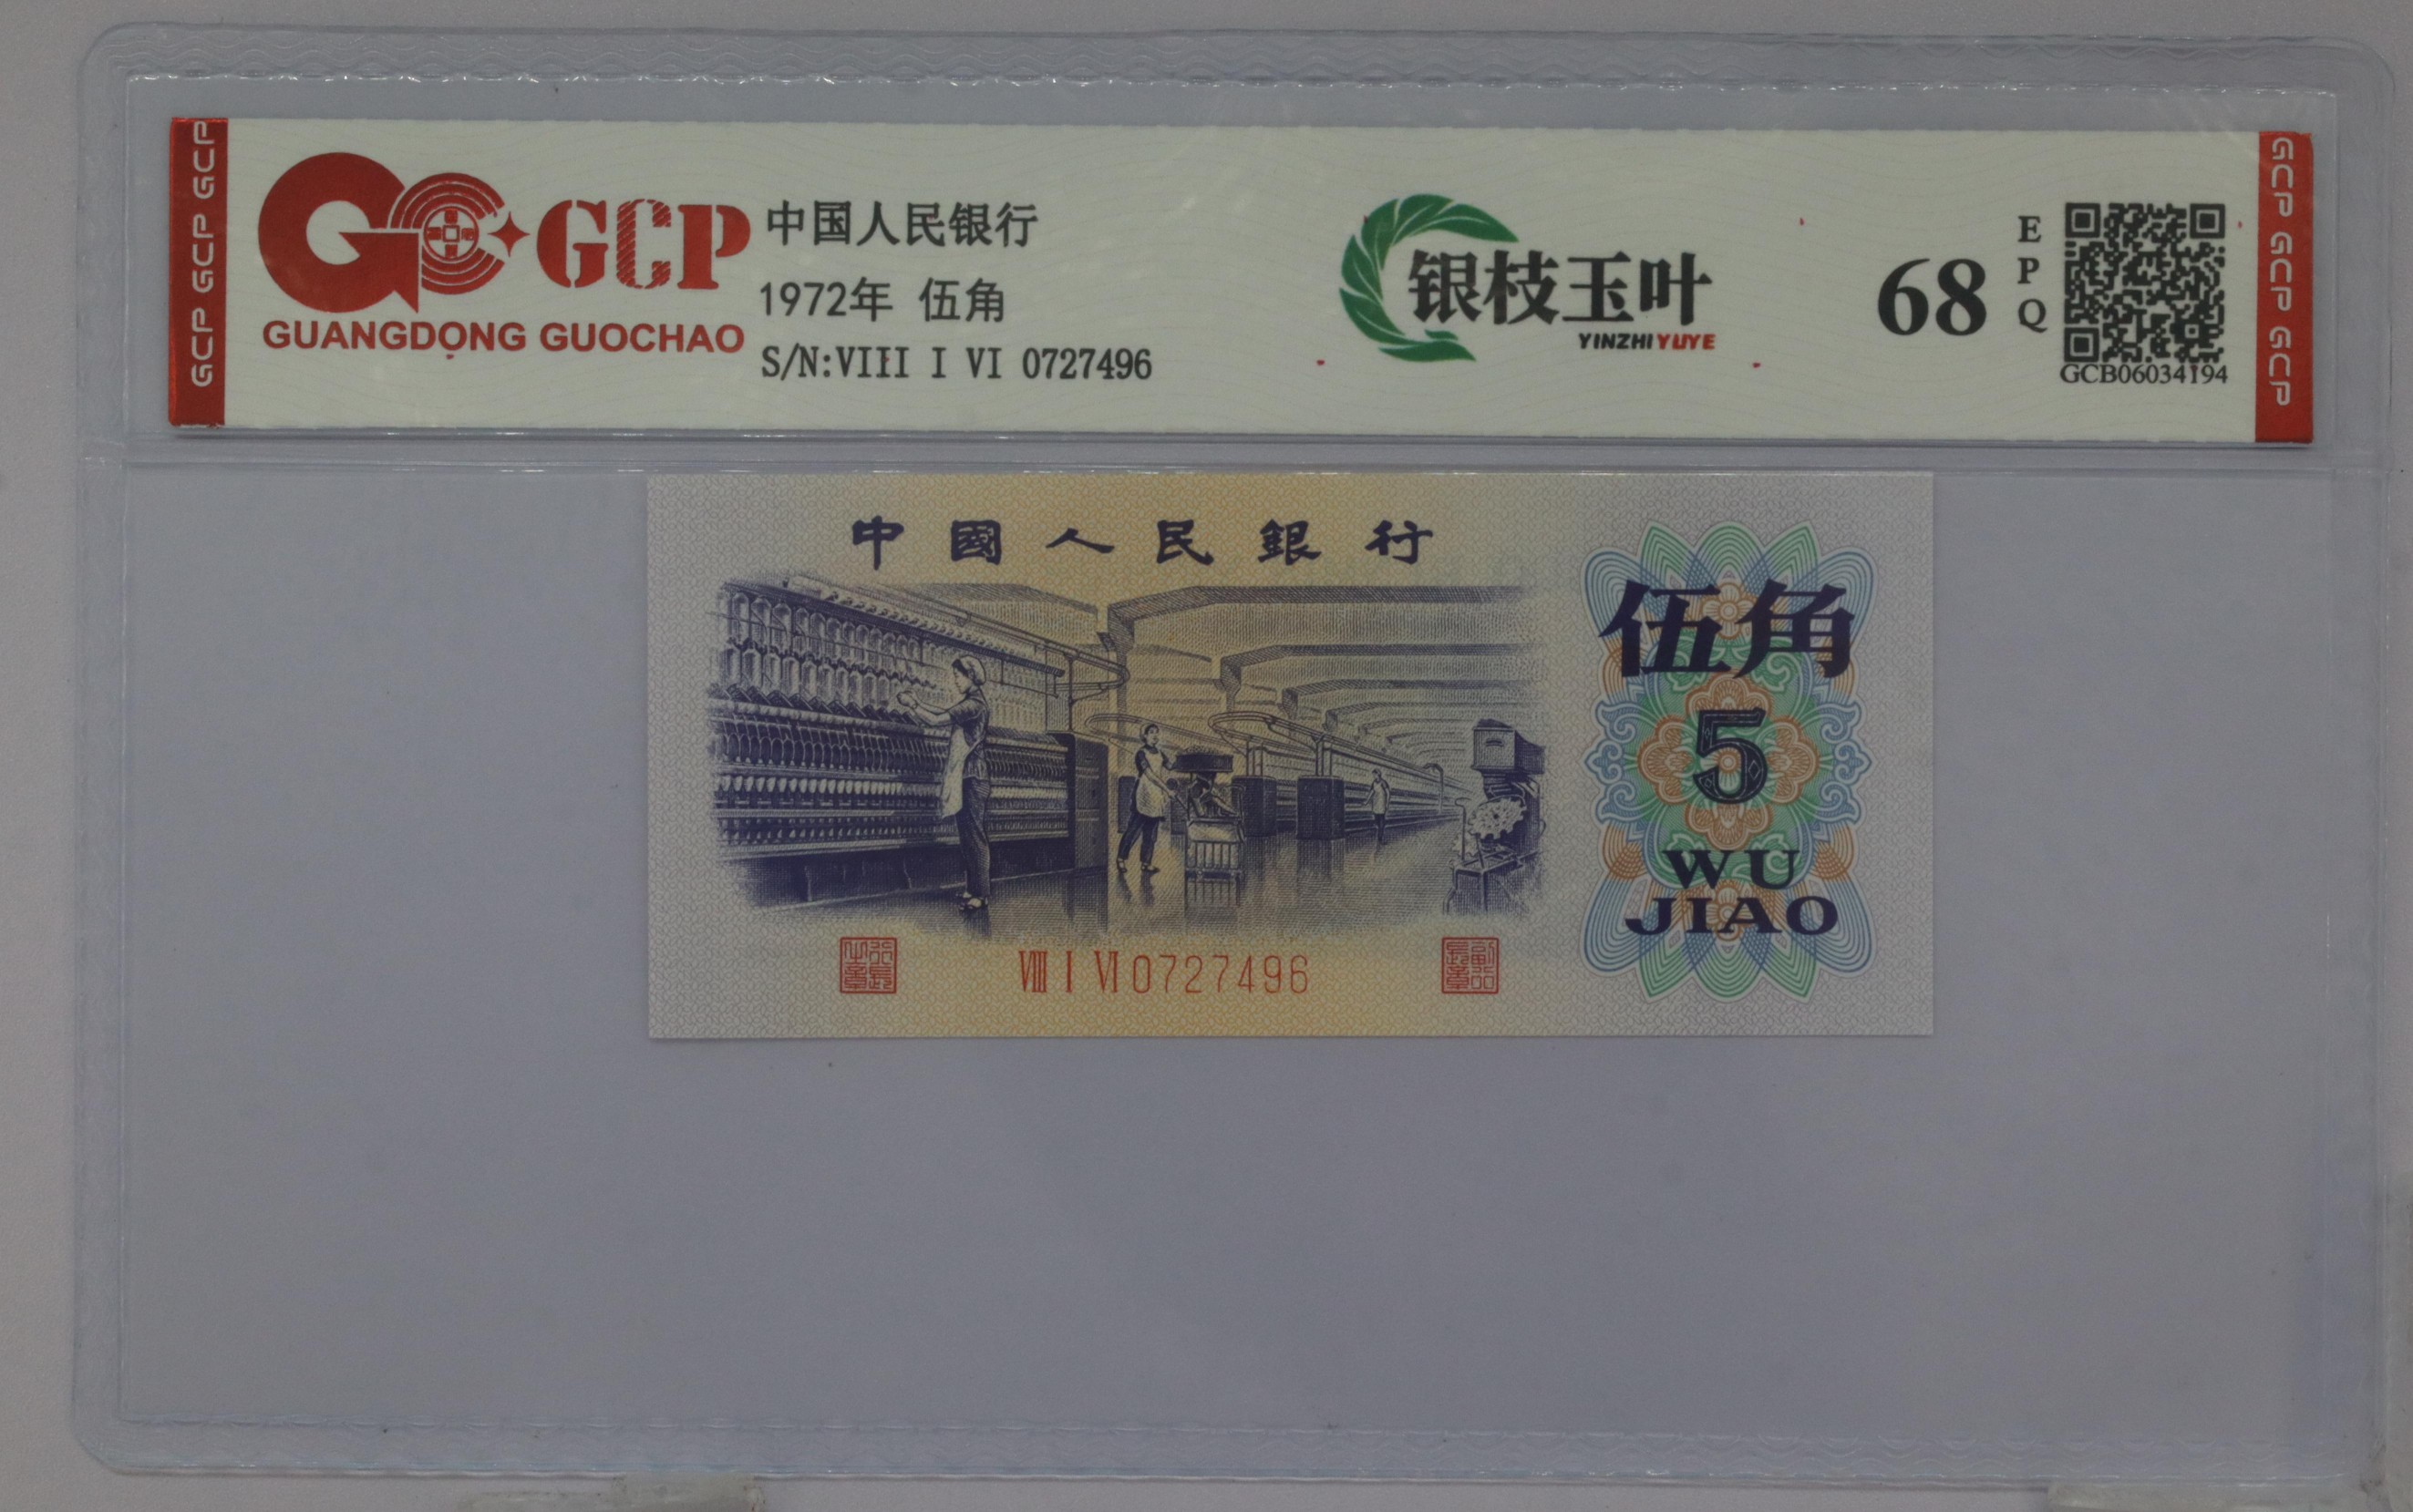 GCP GCP GCP
GCP
GUANGDONG GUOCHAO
中国人民银行
1972年 伍角
S/N:VIII I VI 0727496
银枝玉叶
YINZHIYUYE
68
EPQ
GCB06034194
GCP GCP GCP
中國人民銀行
伍角
5
WU
JIAO
VIII I VI 0727496